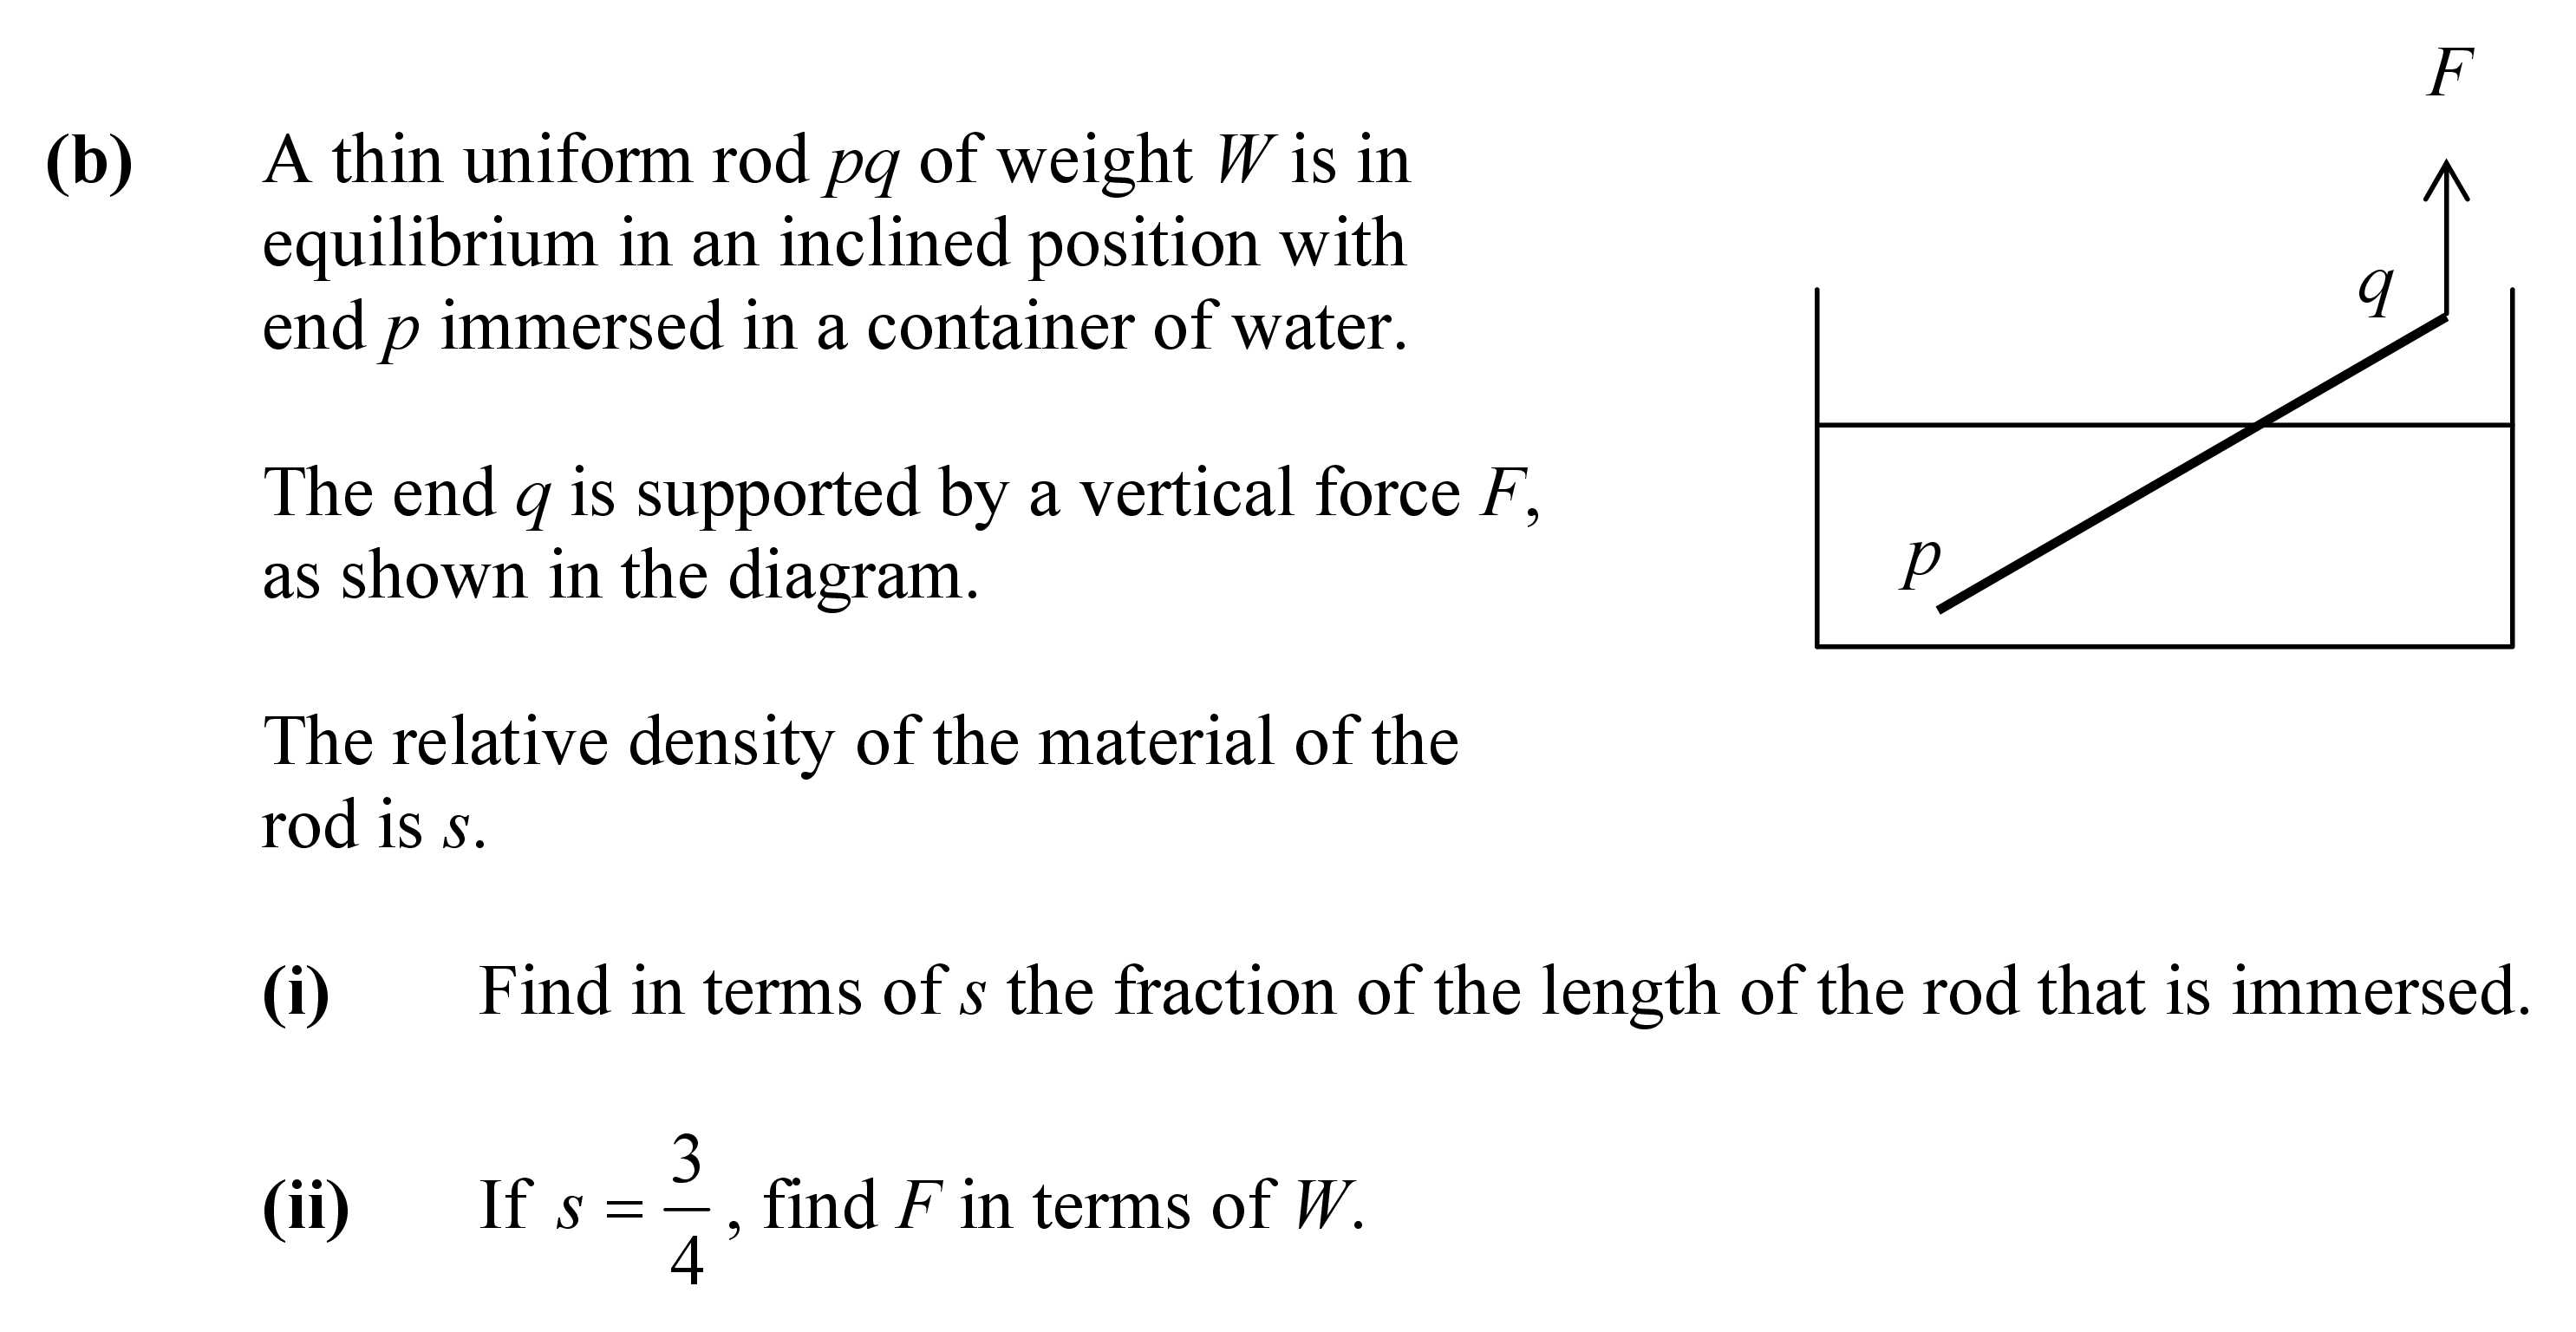 F
(b) A thin uniform rod pq of weight W is in
equilibrium in an inclined position with
end p immersed in a container of water.
q
The end q is supported by a vertical force F,
as shown in the diagram.
p
The relative density of the material of the
rod is s.
(i) Find in terms of s the fraction of the length of the rod that is immersed.
(ii) If s = 3/4, find F in terms of W.